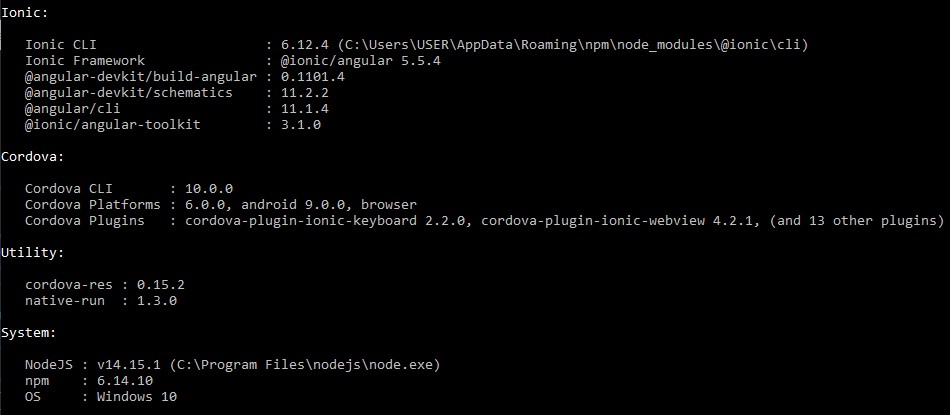 Ionic:
Ionic CLI : 6.12.4 (C:\Users\USER\AppData\Roaming\npm\node_modules\@ionic\cli)
Ionic Framework : @ionic/angular 5.5.4
@angular-devkit/build-angular : 0.1101.4
@angular-devkit/schematics : 11.2.2
@angular/cli : 11.1.4
@ionic/angular-toolkit : 3.1.0
Cordova:
Cordova CLI : 10.0.0
Cordova Platforms : 6.0.0, android 9.0.0, browser
Cordova Plugins : cordova-plugin-ionic-keyboard 2.2.0, cordova-plugin-ionic-webview 4.2.1, (and 13 other plugins)
Utility:
cordova-res : 0.15.2
native-run : 1.3.0
System:
NodeJS : v14.15.1 (C:\Program Files\nodejs\node.exe)
npm : 6.14.10
OS : Windows 10